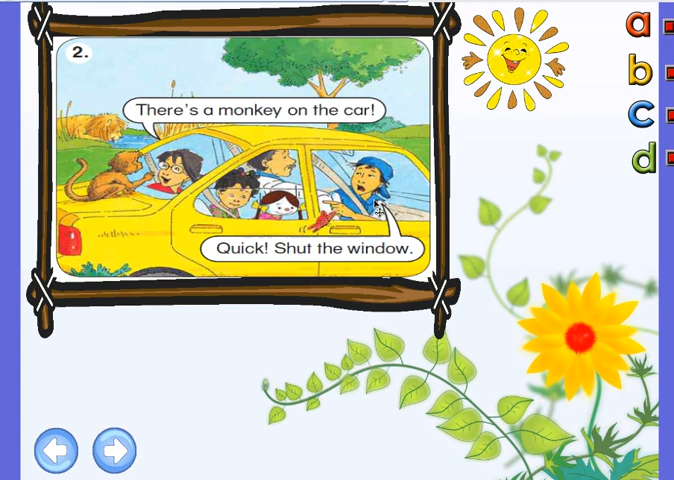 2.
There's a monkey on the car!
Quick! Shut the window.
a
b
c
d